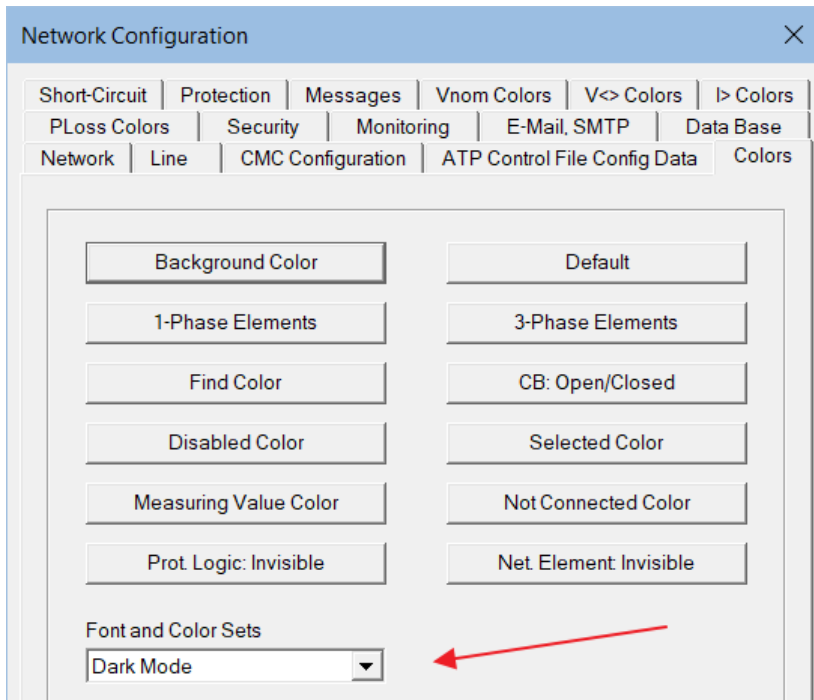 Network Configuration
Short-Circuit Protection Messages Vnom Colors V<> Colors I> Colors
PLoss Colors Security Monitoring E-Mail, SMTP Data Base
Network Line CMC Configuration ATP Control File Config Data Colors
Background Color Default
1-Phase Elements 3-Phase Elements
Find Color CB: Open/Closed
Disabled Color Selected Color
Measuring Value Color Not Connected Color
Prot. Logic: Invisible Net. Element: Invisible
Font and Color Sets
Dark Mode